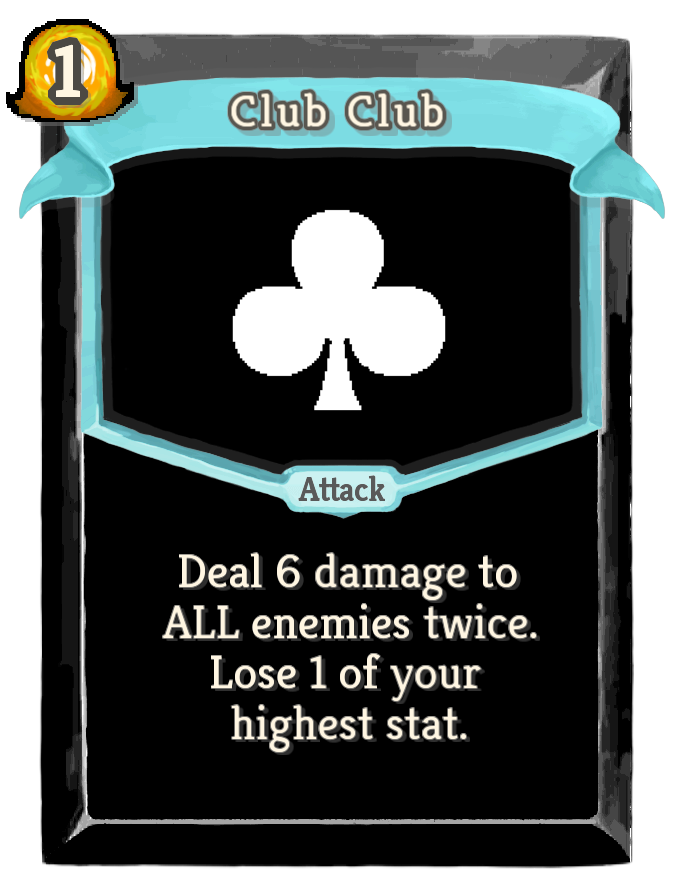 1
Club Club
Attack
Deal 6 damage to
ALL enemies twice.
Lose 1 of your
highest stat.